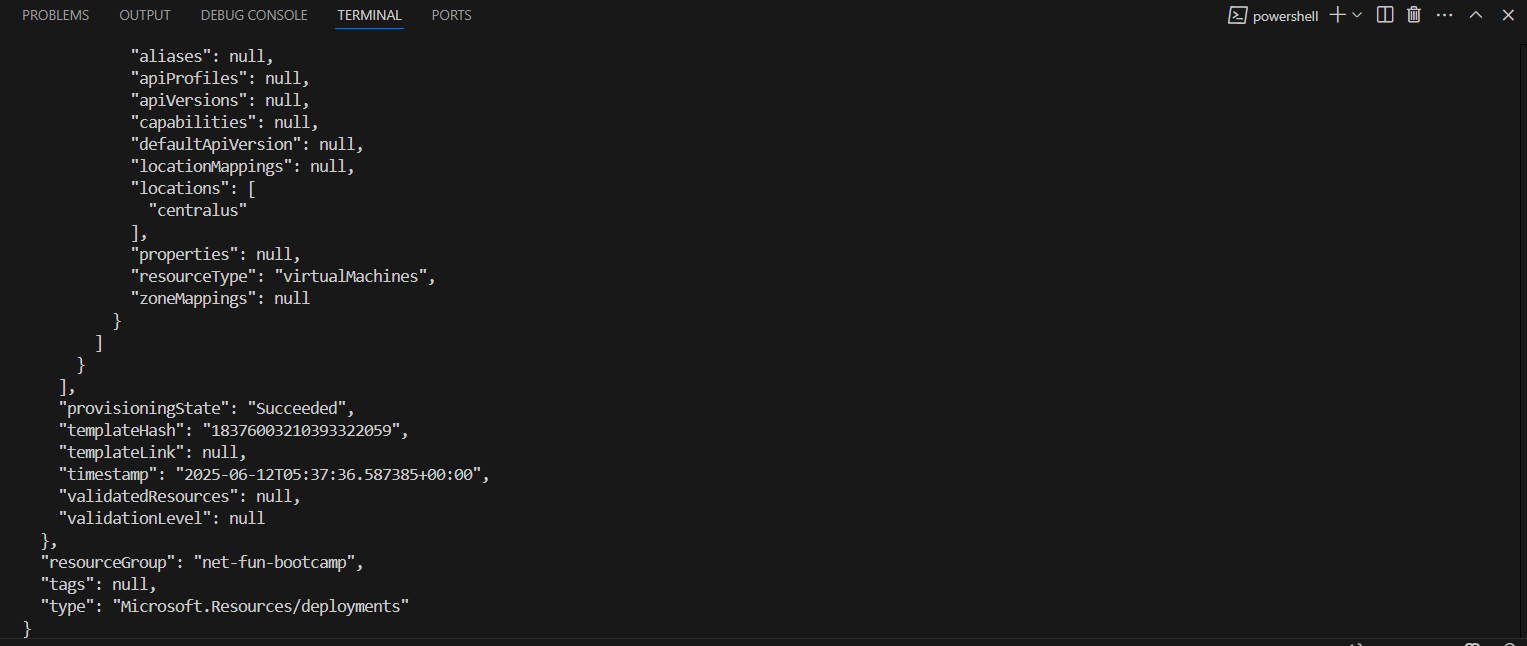 PROBLEMS OUTPUT DEBUG CONSOLE TERMINAL PORTS powershell
"aliases": null,
"apiProfiles": null,
"apiVersions": null,
"capabilities": null,
"defaultApiVersion": null,
"locationMappings": null,
"locations": [
"centralus"
],
"properties": null,
"resourceType": "virtualMachines",
"zoneMappings": null
}
]
}
],
"provisioningState": "Succeeded",
"templateHash": "18376003210393322059",
"templateLink": null,
"timestamp": "2025-06-12T05:37:36.587385+00:00",
"validatedResources": null,
"validationLevel": null
},
"resourceGroup": "net-fun-bootcamp",
"tags": null,
"type": "Microsoft.Resources/deployments"
}